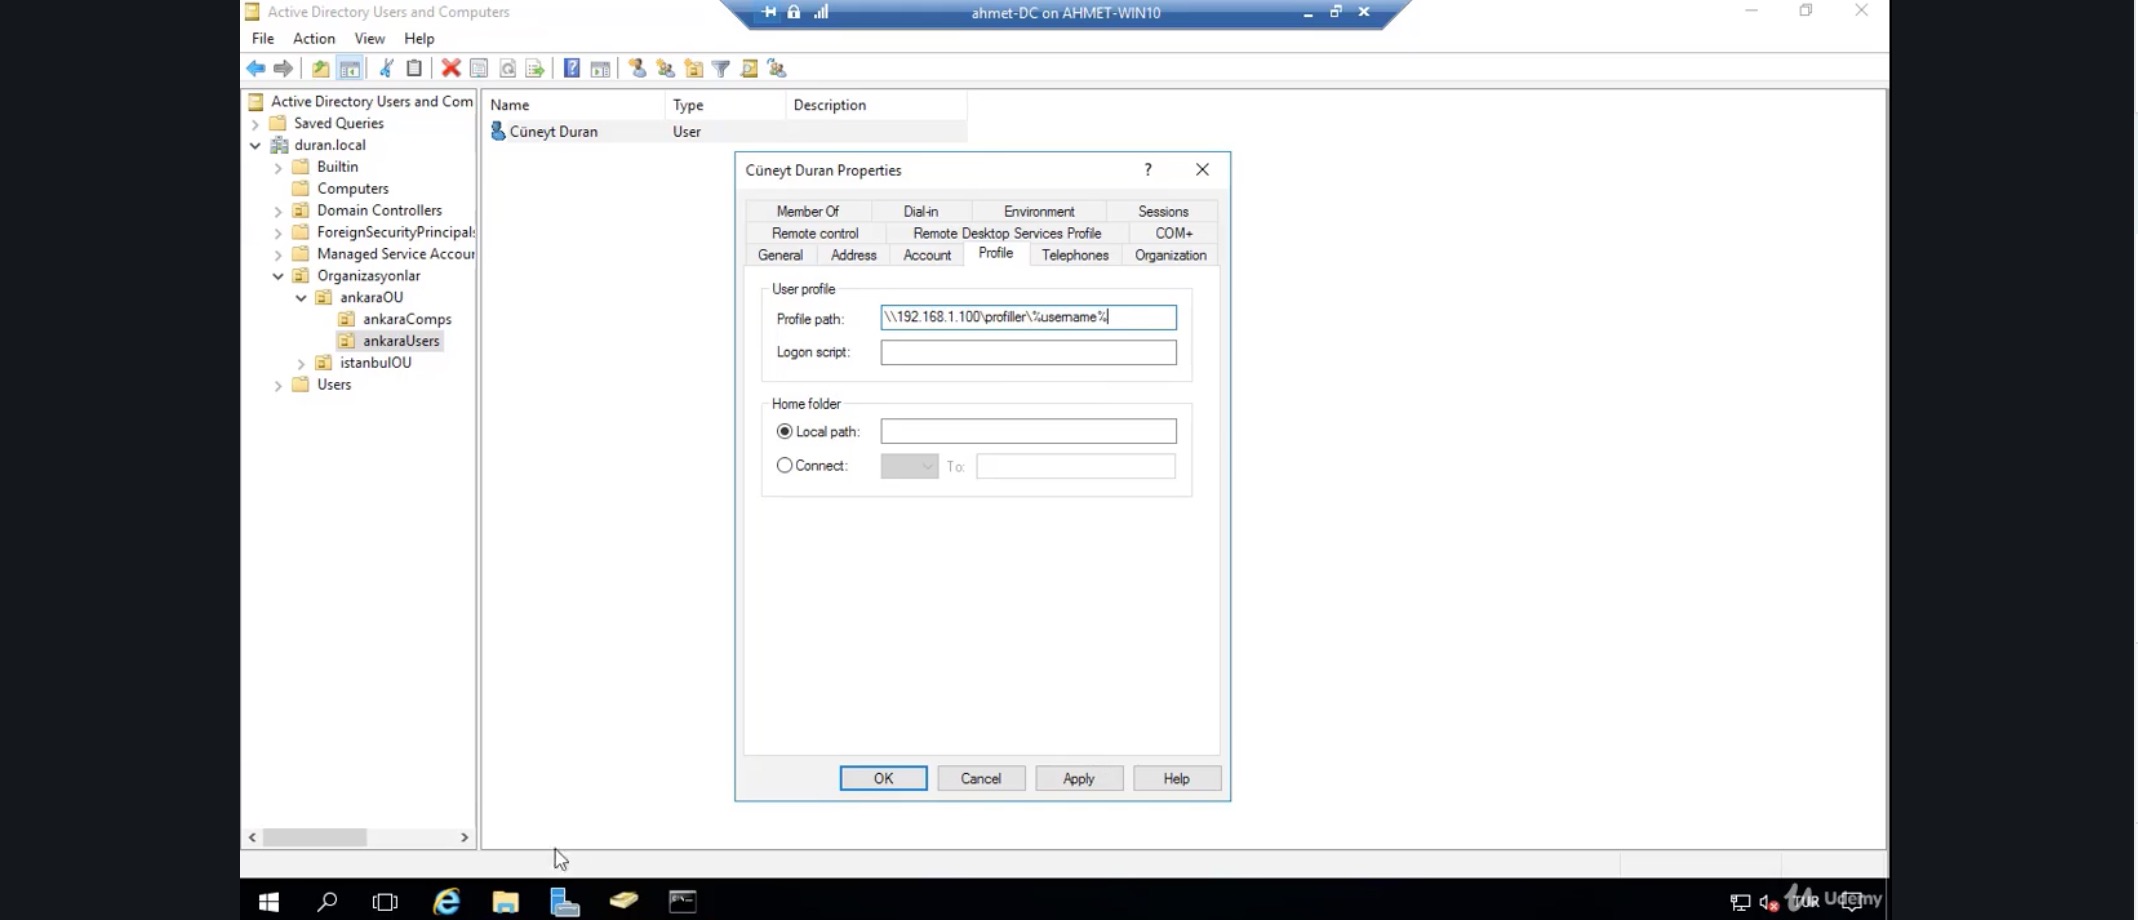 Active Directory Users and Computers
ahmet-DC on AHMET-WIN10
File Action View Help
Active Directory Users and Com
Saved Queries
duran.local
Builtin
Computers
Domain Controllers
ForeignSecurityPrincipals
Managed Service Accour
Organizasyonlar
ankaraOU
ankaraComps
ankaraUsers
istanbulOU
Users
Name Type Description
Cüneyt Duran User
Cüneyt Duran Properties
Member Of Dial-in Environment Sessions
Remote control Remote Desktop Services Profile COM+
General Address Account Profile Telephones Organization
User profile
Profile path: \\192.168.1.100\profiller\%username%
Logon script:
Home folder
Local path:
Connect: To:
OK Cancel Apply Help
TUR Udemy